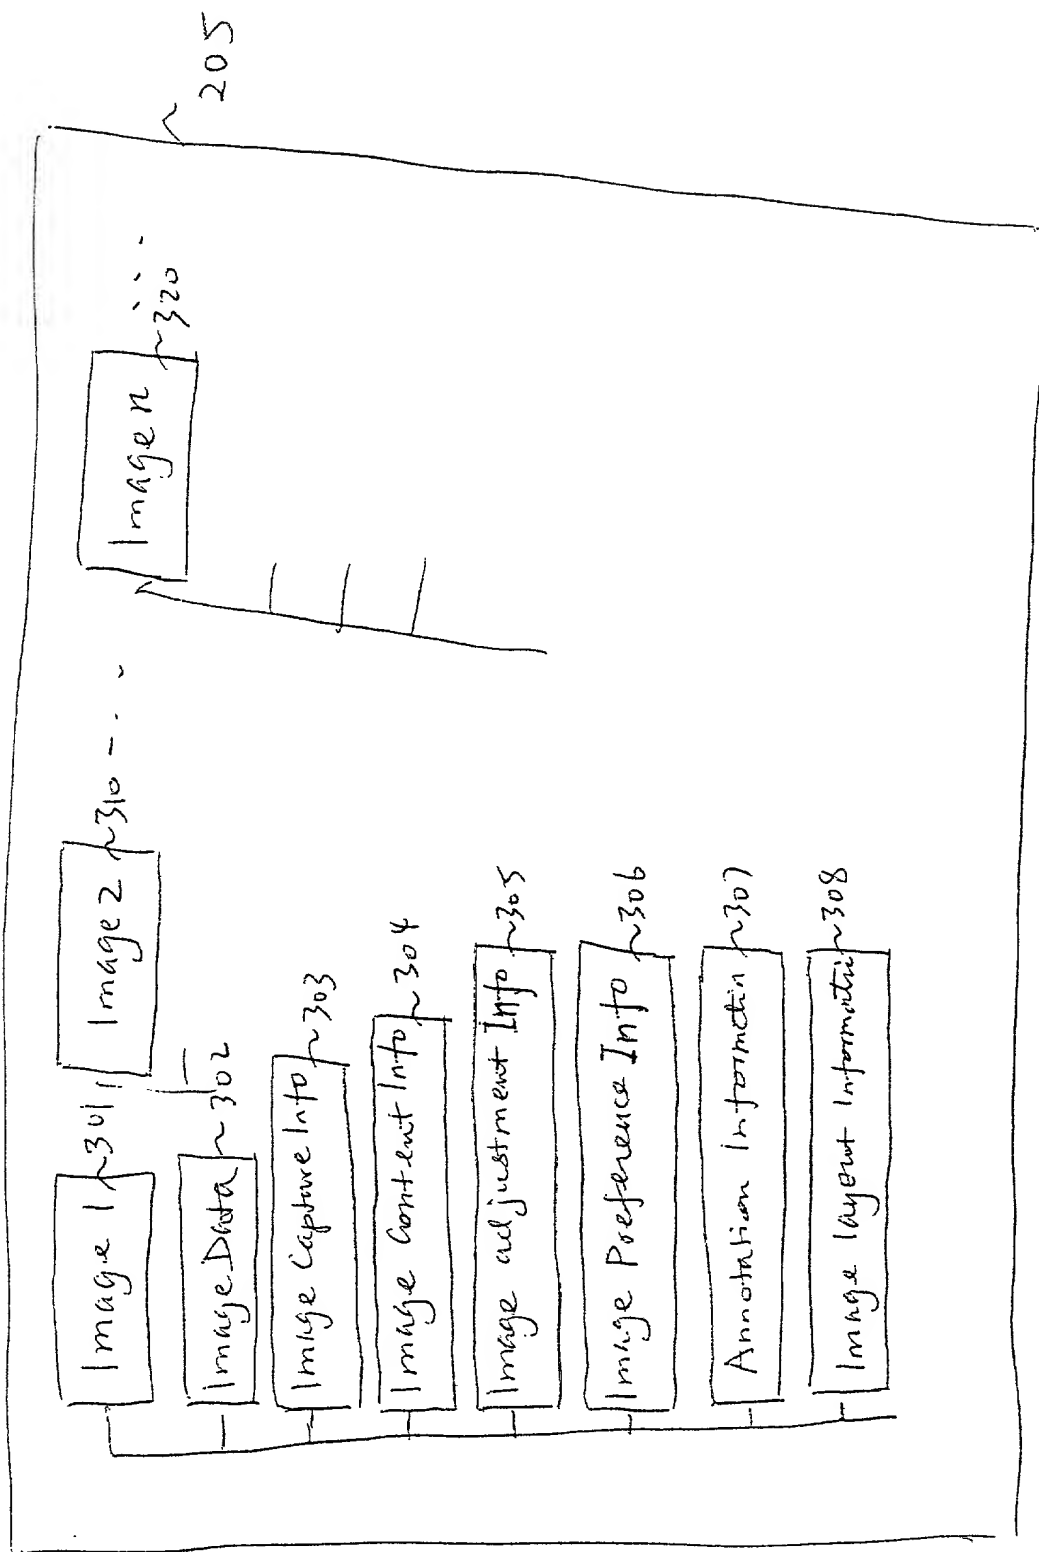 205
Image 1 ~301
Image 2 ~310 - . .
Image n ~320 . . .
Image Data ~302
Image Capture Info ~303
Image Content Info ~304
Image adjustment Info ~305
Image Preference Info ~306
Annotation Information ~307
Image layout Information ~308